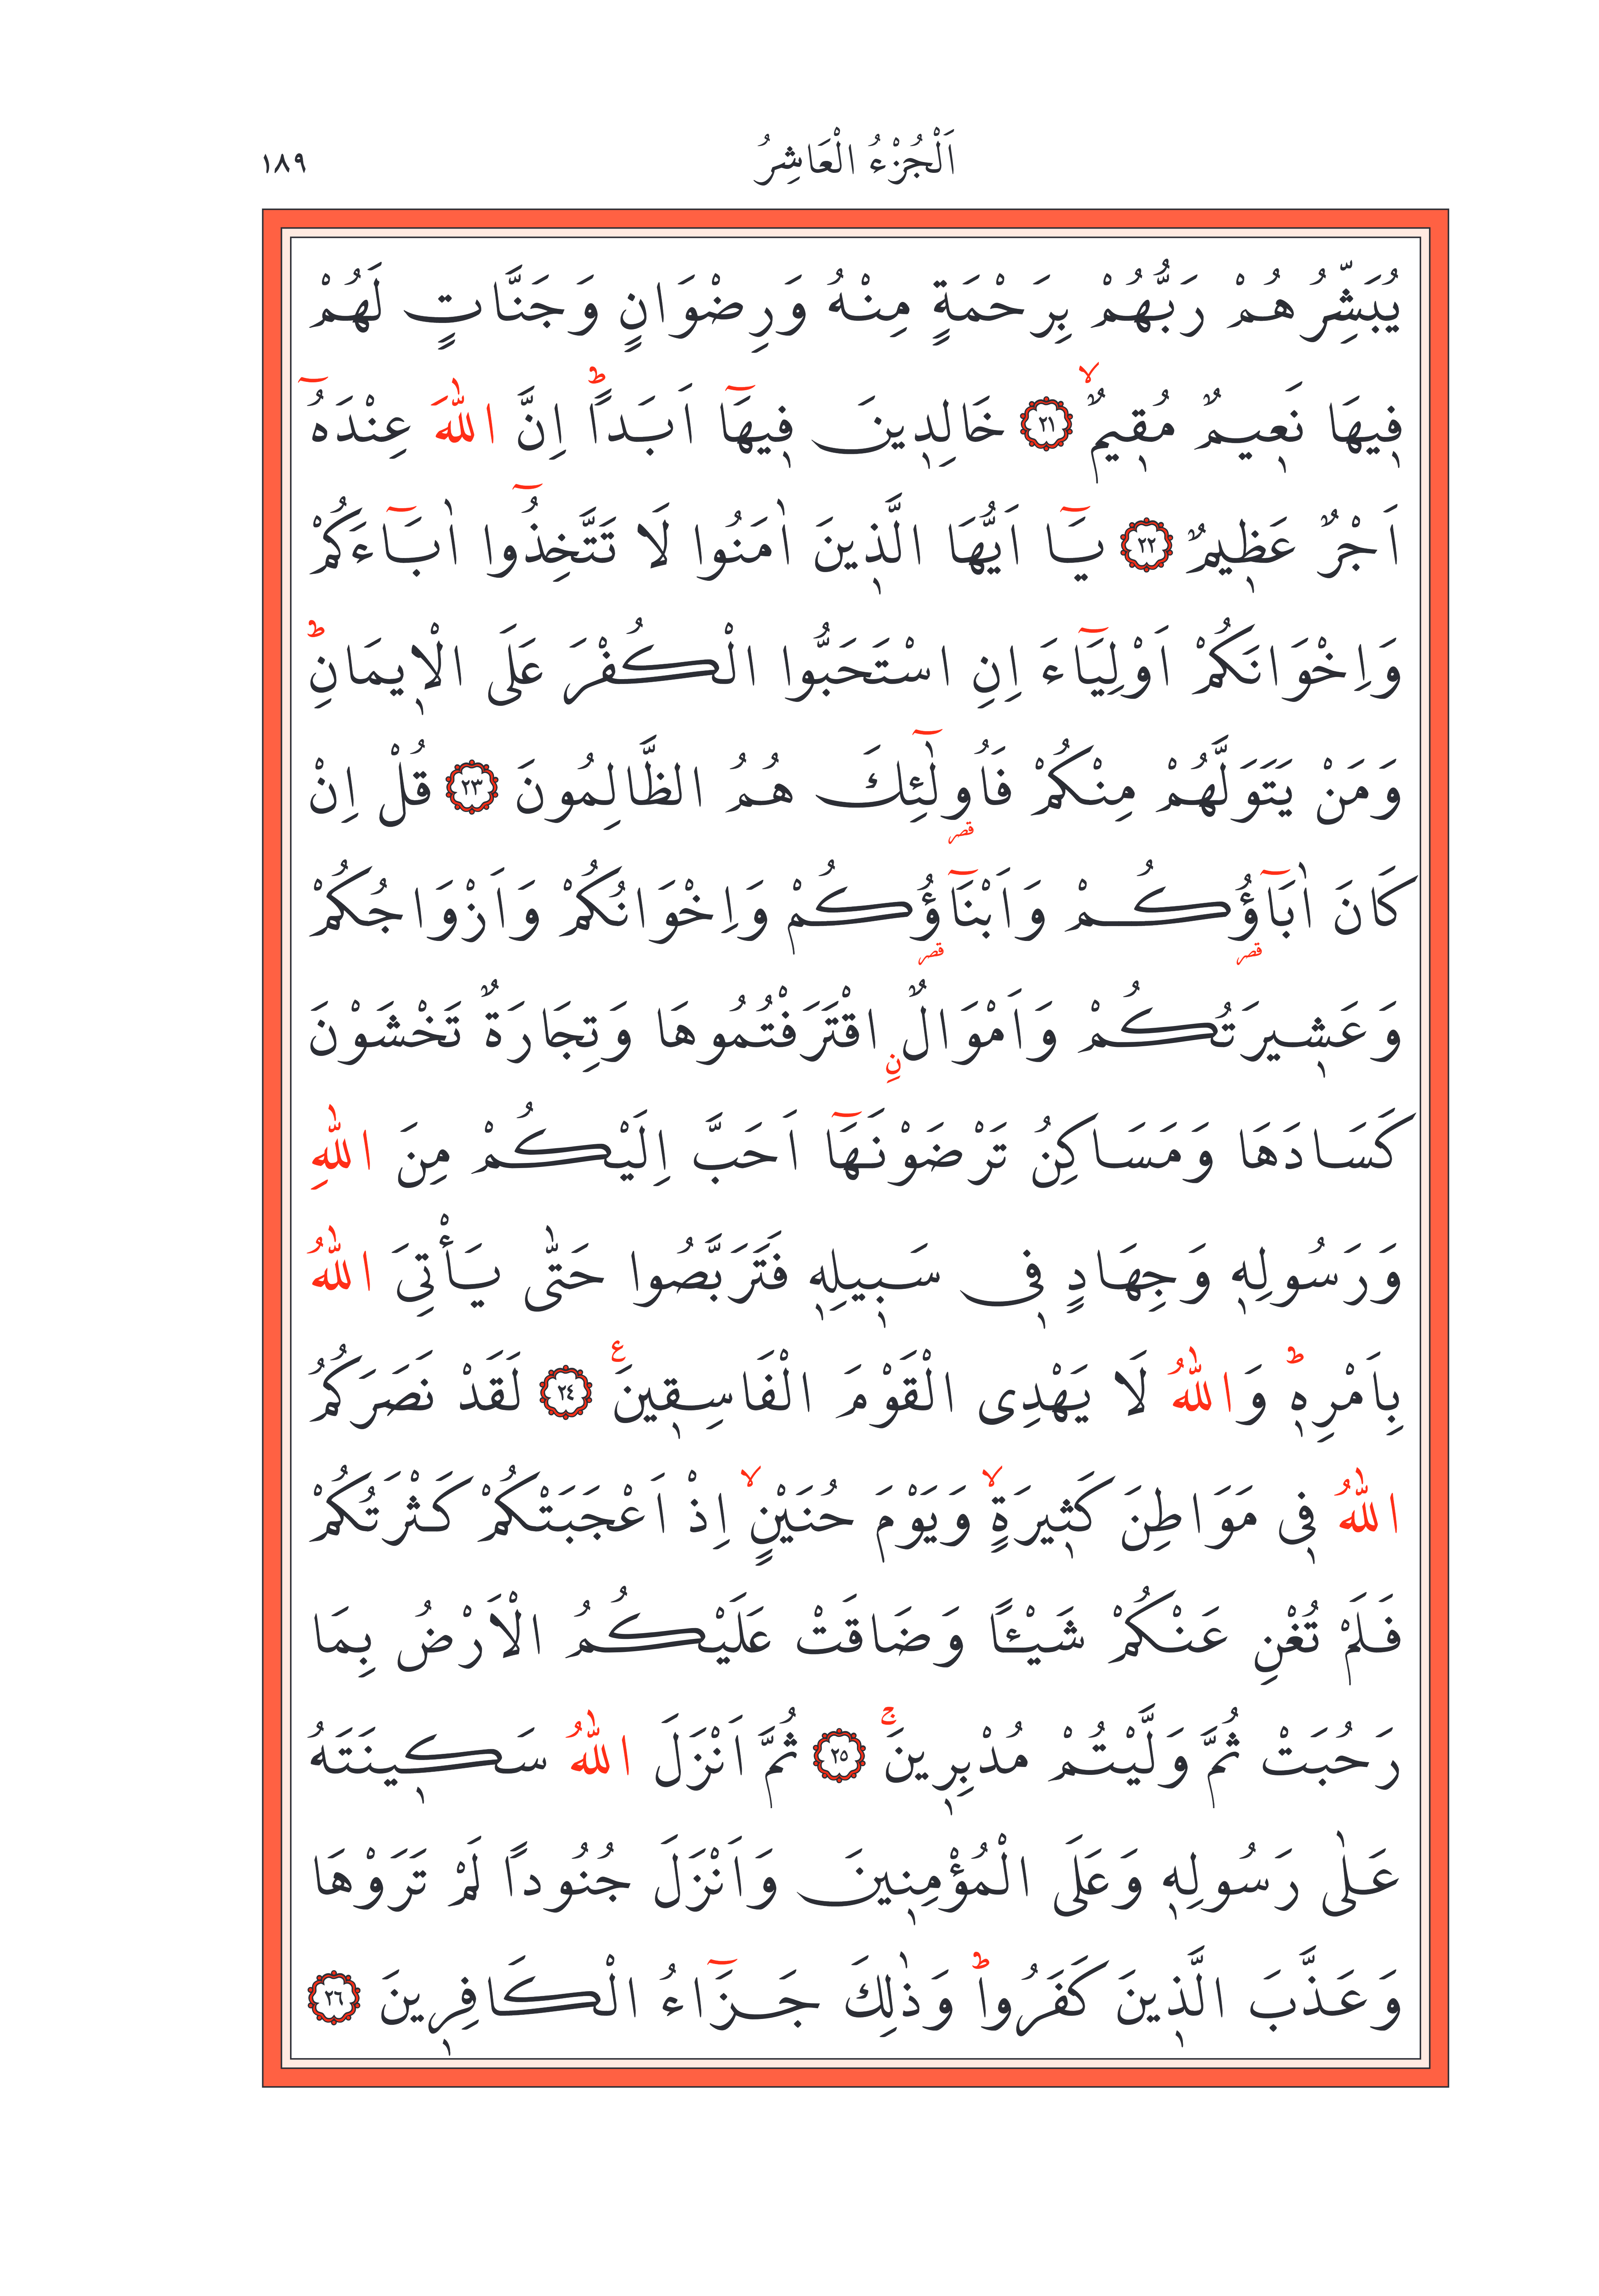 اَلْجُزْءُ الْعَاشِرُ ١٨٩
يُبَشِّرُهُمْ رَبُّهُمْ بِرَحْمَةٍ مِنْهُ وَرِضْوَانٍ وَجَنَّاتٍ لَهُمْ
ف۪يهَا نَع۪يمٌ مُق۪يمٌۙ ﴿٢١﴾ خَالِد۪ينَ ف۪يهَٓا اَبَداًۜ اِنَّ اللّٰهَ عِنْدَهُٓ
اَجْرٌ عَظ۪يمٌ ﴿٢٢﴾ يَٓا اَيُّهَا الَّذ۪ينَ اٰمَنُوا لَا تَتَّخِذُٓوا اٰبَٓاءَكُمْ
وَاِخْوَانَكُمْ اَوْلِيَٓاءَ اِنِ اسْتَحَبُّوا الْكُفْرَ عَلَى الْا۪يمَانِۜ
وَمَنْ يَتَوَلَّهُمْ مِنْكُمْ فَاُو۬لٰٓئِكَ هُمُ الظَّالِمُونَ ﴿٢٣﴾ قُلْ اِنْ
كَانَ اٰبَٓاؤُ۬كُمْ وَاَبْنَٓاؤُ۬كُمْ وَاِخْوَانُكُمْ وَاَزْوَاجُكُمْ
وَعَش۪يرَتُكُمْ وَاَمْوَالٌۨ اقْتَرَفْتُمُوهَا وَتِجَارَةٌ تَخْشَوْنَ
كَسَادَهَا وَمَسَاكِنُ تَرْضَوْنَهَٓا اَحَبَّ اِلَيْكُمْ مِنَ اللّٰهِ
وَرَسُولِه۪ وَجِهَادٍ ف۪ى سَب۪يلِه۪ فَتَرَبَّصُوا حَتّٰى يَأْتِىَ اللّٰهُ
بِاَمْرِه۪ۜ وَاللّٰهُ لَا يَهْدِى الْقَوْمَ الْفَاسِق۪ينَ۟ ﴿٢٤﴾ لَقَدْ نَصَرَكُمُ
اللّٰهُ ف۪ى مَوَاطِنَ كَث۪يرَةٍۙ وَيَوْمَ حُنَيْنٍۙ اِذْ اَعْجَبَتْكُمْ كَثْرَتُكُمْ
فَلَمْ تُغْنِ عَنْكُمْ شَيْـًٔا وَضَاقَتْ عَلَيْكُمُ الْاَرْضُ بِمَا
رَحُبَتْ ثُمَّ وَلَّيْتُمْ مُدْبِر۪ينَۚ ﴿٢٥﴾ ثُمَّ اَنْزَلَ اللّٰهُ سَك۪ينَتَهُ
عَلٰى رَسُولِه۪ وَعَلَى الْمُؤْمِن۪ينَ وَاَنْزَلَ جُنُوداً لَمْ تَرَوْهَا
وَعَذَّبَ الَّذ۪ينَ كَفَرُواۜ وَذٰلِكَ جَزَٓاءُ الْكَافِر۪ينَ ﴿٢٦﴾